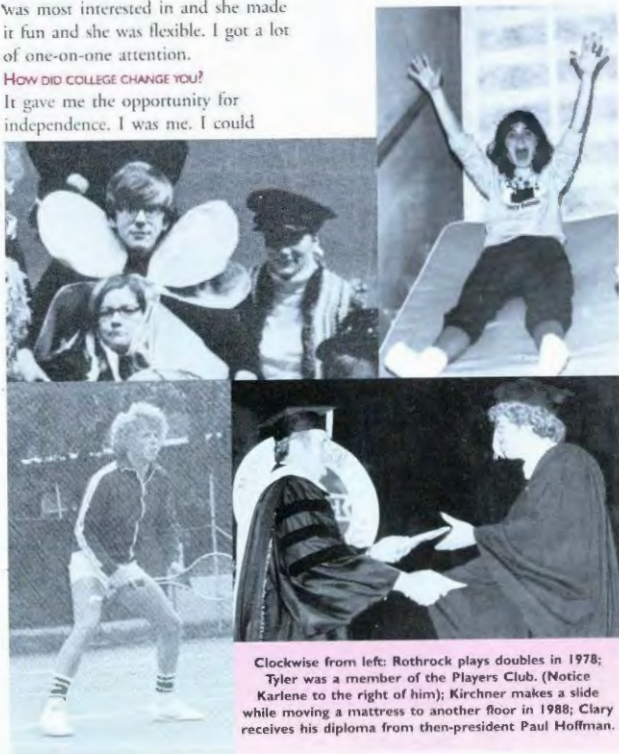 was most interested in and she made
it fun and she was flexible. I got a lot
of one-on-one attention.
HOW DID COLLEGE CHANGE YOU?
It gave me the opportunity for
independence. I was me. I could
Clockwise from left: Rothrock plays doubles in 1978;
Tyler was a member of the Players Club. (Notice
Karlene to the right of him); Kirchner makes a slide
while moving a mattress to another floor in 1988; Clary
receives his diploma from then-president Paul Hoffman.